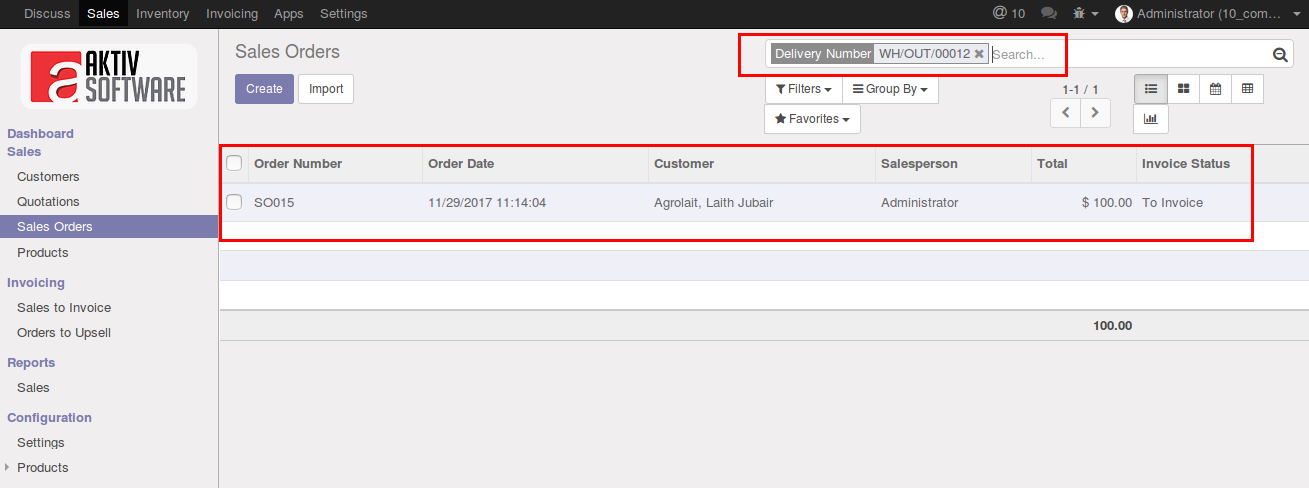 Discuss Sales Inventory Invoicing Apps Settings @ 10 Administrator (10_com...
AKTIV
SOFTWARE
Dashboard
Sales
Customers
Quotations
Sales Orders
Products
Invoicing
Sales to Invoice
Orders to Upsell
Reports
Sales
Configuration
Settings
Products
Sales Orders
Delivery Number WH/OUT/00012 Search...
Create Import
Filters Group By 1-1 / 1
Favorites
Order Number Order Date Customer Salesperson Total Invoice Status
SO015 11/29/2017 11:14:04 Agrolait, Laith Jubair Administrator $ 100.00 To Invoice
100.00